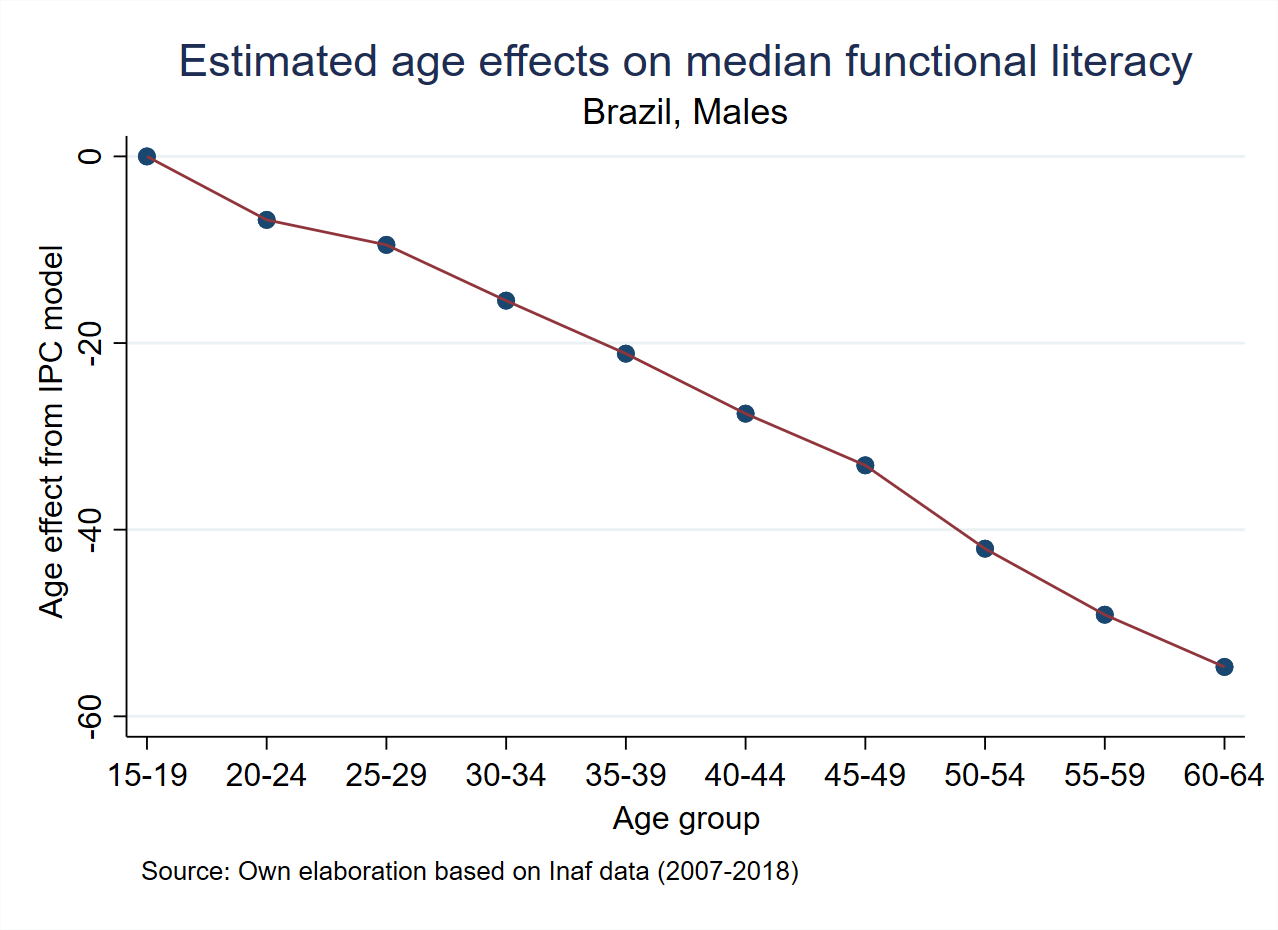 Estimated age effects on median functional literacy
Brazil, Males
Age effect from IPC model
0
-20
-40
-60
15-19 20-24 25-29 30-34 35-39 40-44 45-49 50-54 55-59 60-64
Age group
Source: Own elaboration based on Inaf data (2007-2018)